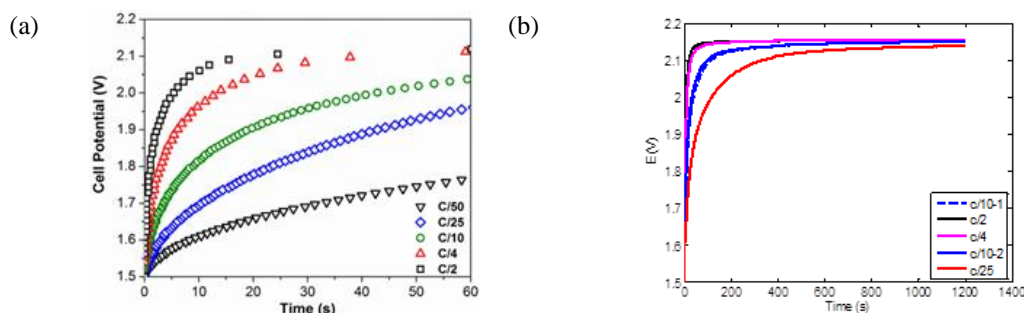 (a)
2.2
2.1
2.0
1.9
1.8
1.7
1.6
1.5
Cell Potential (V)
0 10 20 30 40 50 60
Time (s)
C/50
C/25
C/10
C/4
C/2
(b)
2.2
2.1
2
1.9
1.8
1.7
1.6
1.5
E (V)
0 200 400 600 800 1000 1200 1400
Time (s)
c/10-1
c/2
c/4
c/10-2
c/25